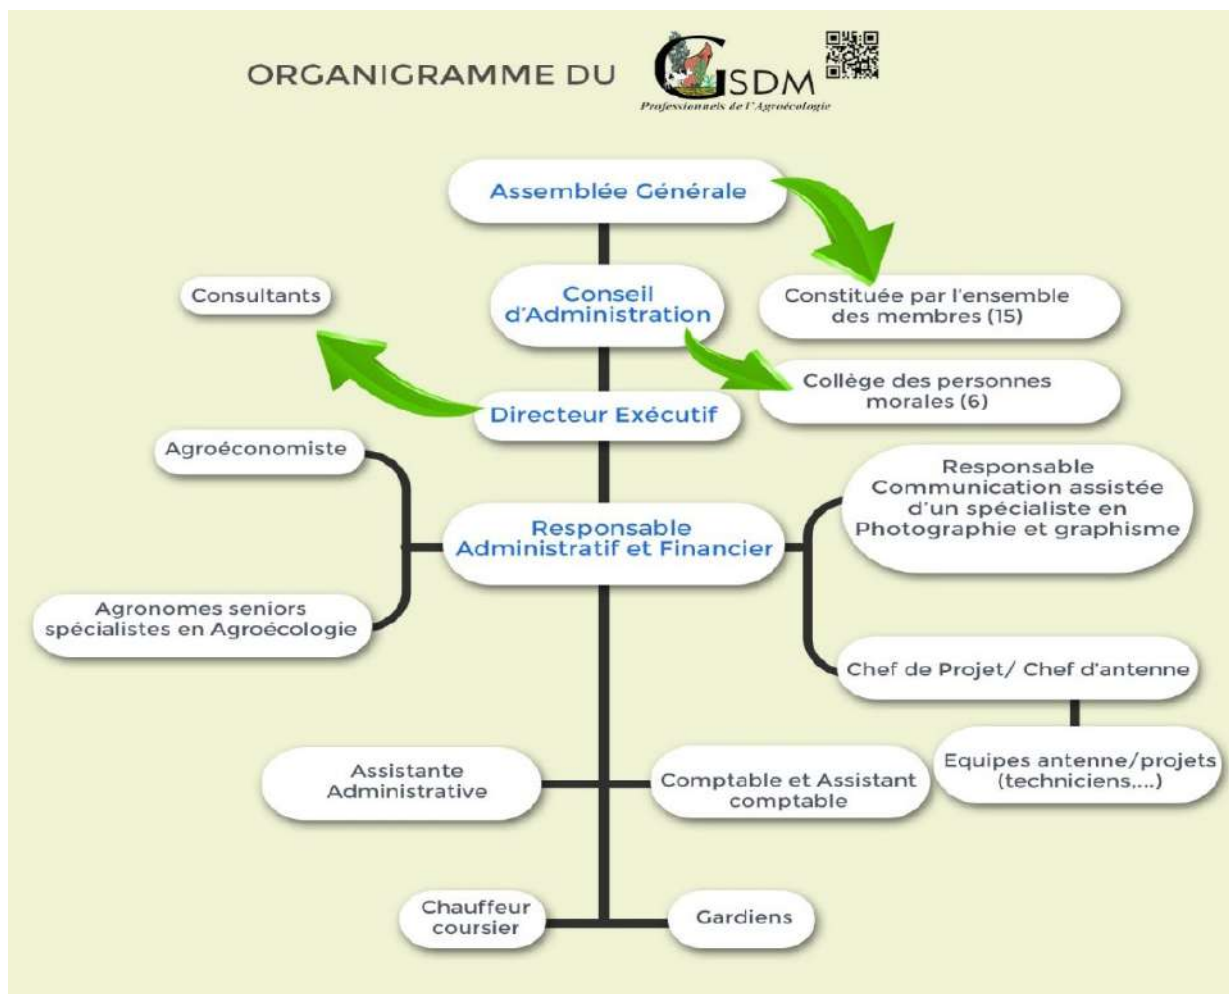 ORGANIGRAMME DU
GSDM
Professionnels de l'Agroécologie
Assemblée Générale
Consultants
Conseil
d'Administration
Constituée par l'ensemble
des membres (15)
Collège des personnes
morales (6)
Directeur Exécutif
Agroéconomiste
Responsable
Communication assistée
d'un spécialiste en
Photographie et graphisme
Responsable
Administratif et Financier
Agronomes seniors
spécialistes en Agroécologie
Chef de Projet/ Chef d'antenne
Equipes antenne/projets
(techniciens,...)
Assistante
Administrative
Comptable et Assistant
comptable
Chauffeur
coursier
Gardiens